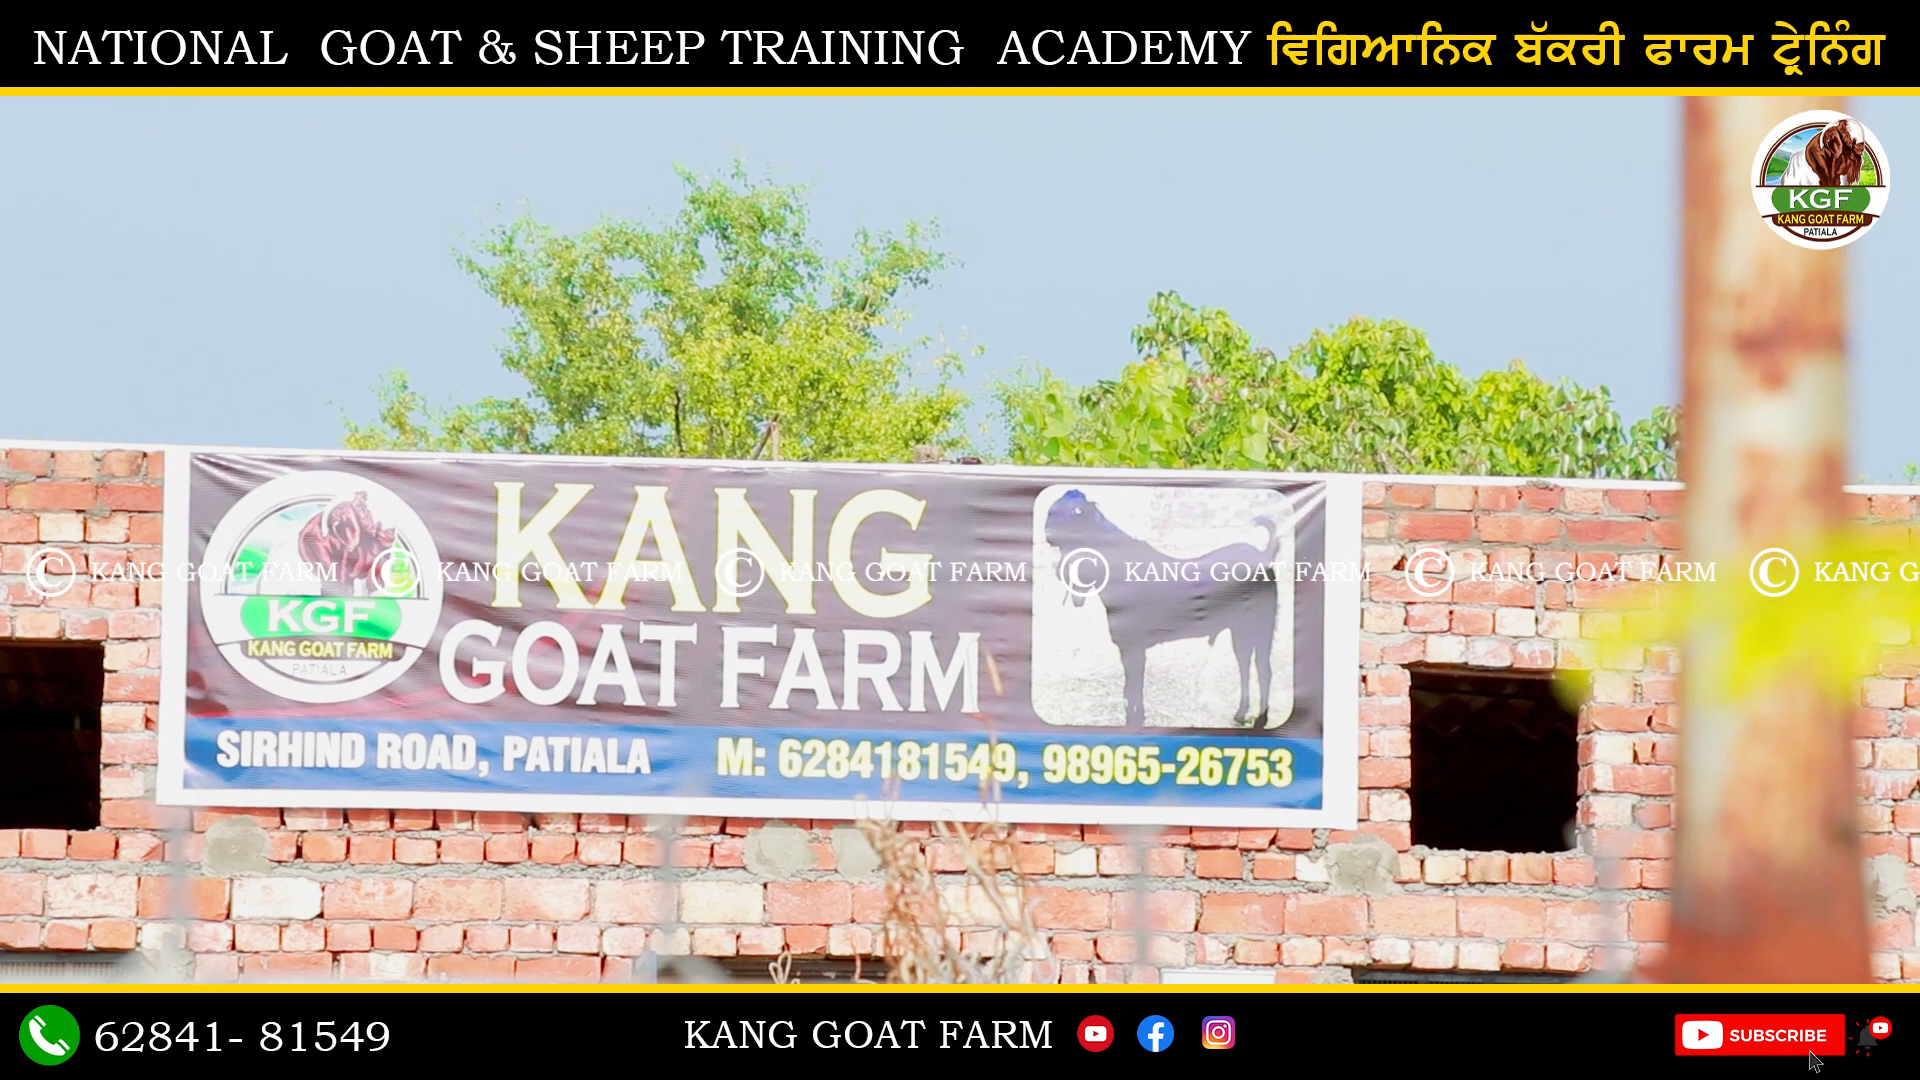 NATIONAL GOAT & SHEEP TRAINING ACADEMY ਵਿਗਿਆਨਿਕ ਬੱਕਰੀ ਫਾਰਮ ਟ੍ਰੇਨਿੰਗ
KGF
KANG GOAT FARM
PATIALA
KANG
GOAT FARM
KGF
KANG GOAT FARM
PATIALA
SIRHIND ROAD, PATIALA M: 6284181549, 98965-26753
© KANG GOAT FARM © KANG GOAT FARM © KANG GOAT FARM © KANG GOAT FARM © KANG GOAT FARM © KANG G
62841- 81549 KANG GOAT FARM SUBSCRIBE